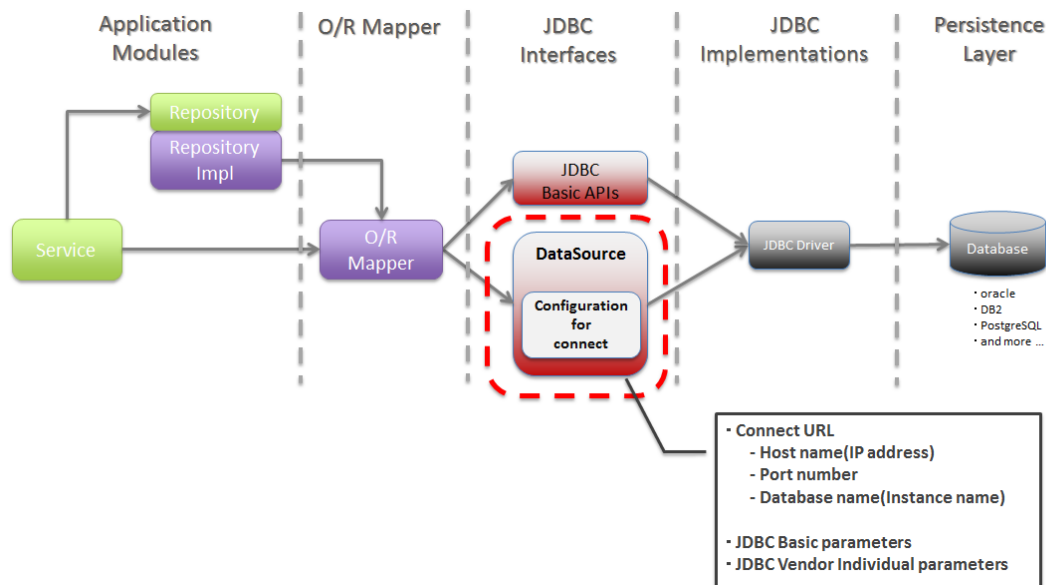 Application
Modules
O/R Mapper
JDBC
Interfaces
JDBC
Implementations
Persistence
Layer
Repository
Repository
Impl
Service
O/R
Mapper
JDBC
Basic APIs
DataSource
Configuration
for
connect
JDBC Driver
Database
・oracle
・DB2
・PostgreSQL
・and more ...
・Connect URL
- Host name(IP address)
- Port number
- Database name(Instance name)
・JDBC Basic parameters
・JDBC Vendor Individual parameters